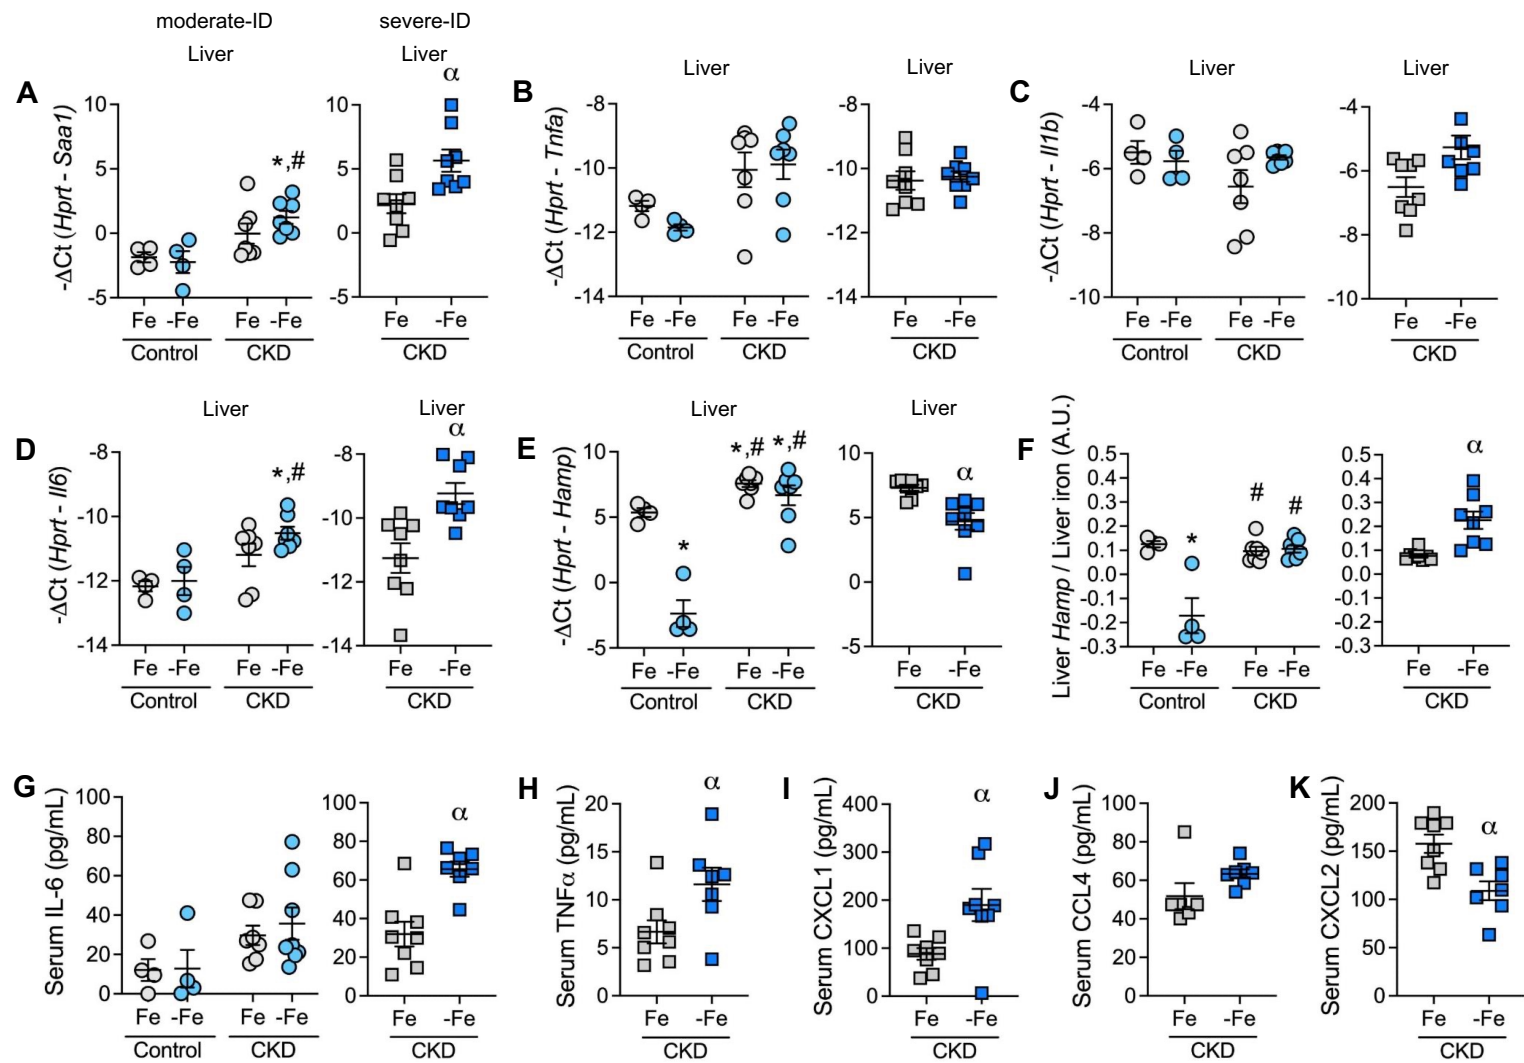 moderate-ID severe-ID
Liver Liver Liver Liver Liver Liver
A B C
α
-ΔCt (Hprt - Saa1) 10 5 0 -5 *,# 10 5 0 -5
-ΔCt (Hprt - Tnfa) -8 -10 -12 -14 -8 -10 -12 -14
-ΔCt (Hprt - Il1b) -4 -6 -8 -10 -4 -6 -8 -10
Fe -Fe Fe -Fe Fe -Fe Fe -Fe Fe -Fe Fe -Fe Fe -Fe Fe -Fe Fe -Fe
Control CKD CKD Control CKD CKD Control CKD CKD
Liver Liver Liver Liver
D E F
-ΔCt (Hprt - Il6) -8 -10 -12 -14 *,# -8 -10 -12 -14 α
-ΔCt (Hprt - Hamp) 10 5 0 -5 * *,# *,# 10 5 0 -5 α
Liver Hamp / Liver iron (A.U.) 0.5 0.4 0.3 0.2 0.1 0.0 -0.1 -0.2 -0.3 * # # 0.5 0.4 0.3 0.2 0.1 0.0 -0.1 -0.2 -0.3 α
Fe -Fe Fe -Fe Fe -Fe Fe -Fe Fe -Fe Fe -Fe Fe -Fe Fe -Fe Fe -Fe
Control CKD CKD Control CKD CKD Control CKD CKD
G H I J K
Serum IL-6 (pg/mL) 100 80 60 40 20 0 100 80 60 40 20 0 α
Serum TNFα (pg/mL) 20 15 10 5 0 α
Serum CXCL1 (pg/mL) 400 300 200 100 0 α
Serum CCL4 (pg/mL) 100 80 60 40 20 0
Serum CXCL2 (pg/mL) 200 150 100 50 0 α
Fe -Fe Fe -Fe Fe -Fe Fe -Fe Fe -Fe Fe -Fe Fe -Fe
Control CKD CKD CKD CKD CKD CKD